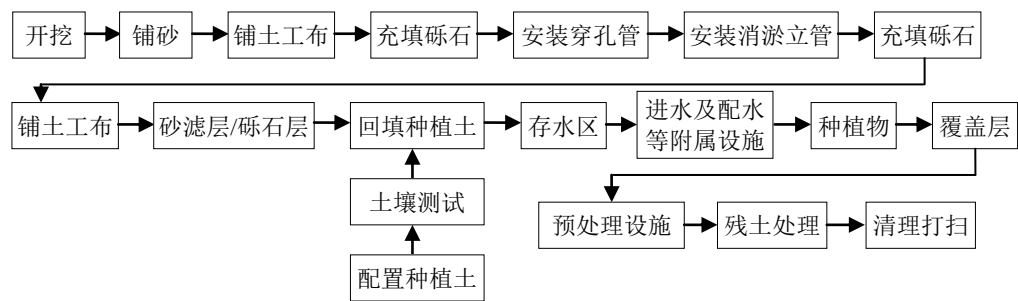 开挖
铺砂
铺土工布
充填砾石
安装穿孔管
安装消淤立管
充填砾石
铺土工布
砂滤层/砾石层
回填种植土
存水区
进水及配水
等附属设施
种植物
覆盖层
土壤测试
配置种植土
预处理设施
残土处理
清理打扫